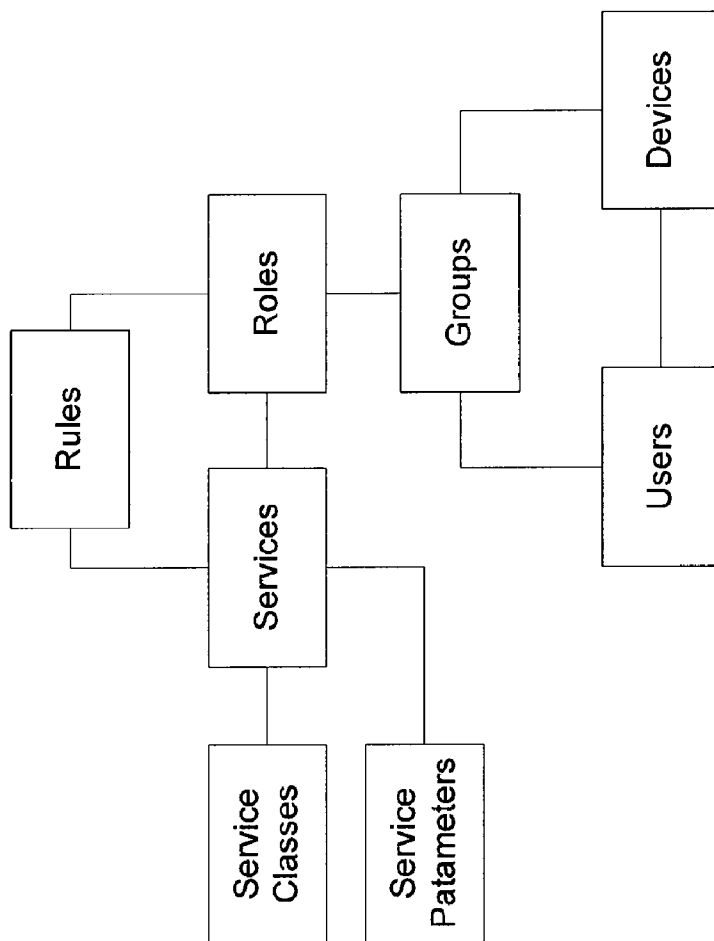 Rules
Service
Classes
Services
Roles
Service
Patameters
Groups
Users
Devices